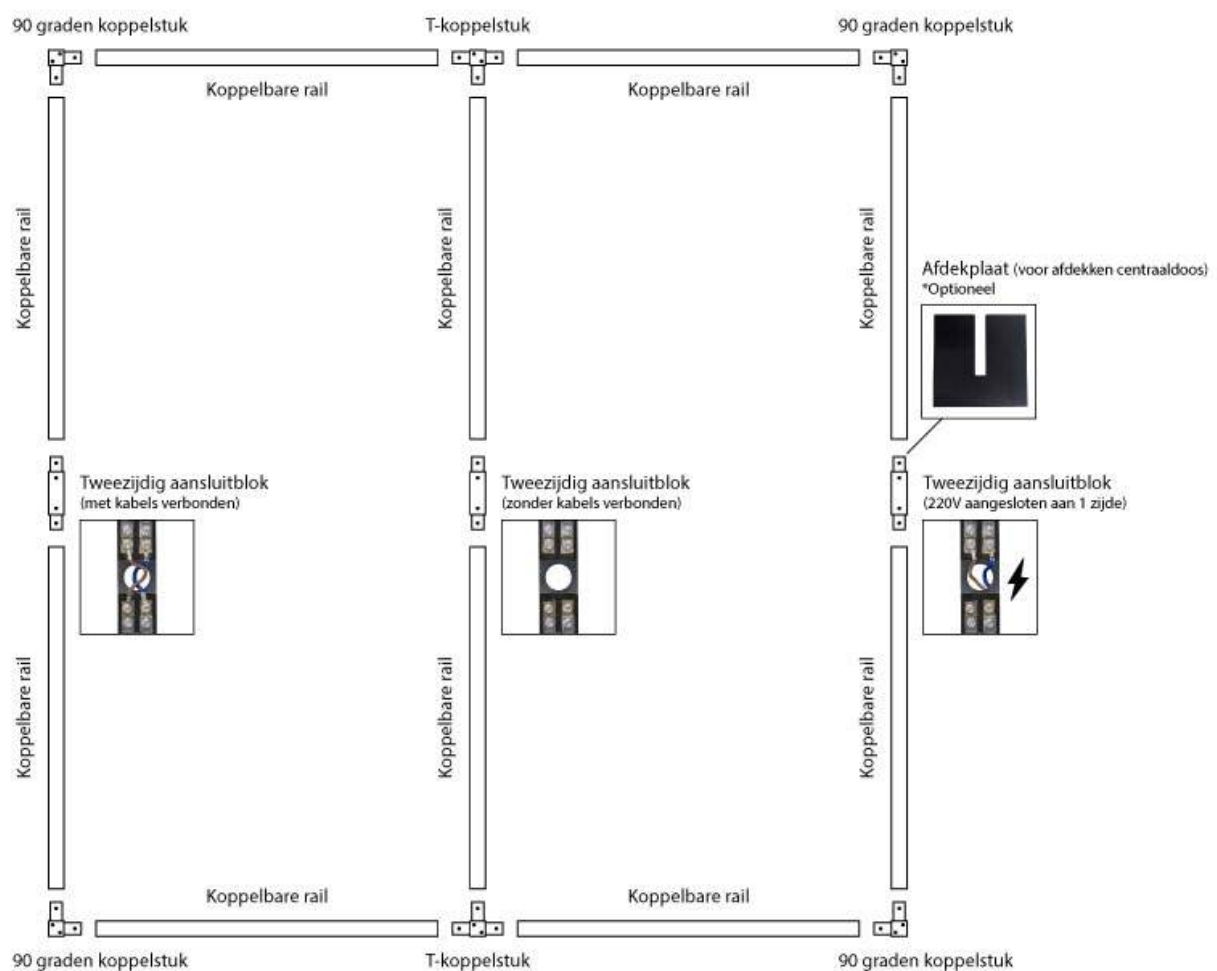 90 graden koppelstuk
T-koppelstuk
90 graden koppelstuk
Koppelbare rail
Koppelbare rail
Koppelbare rail
Koppelbare rail
Koppelbare rail
Afdekplaat (voor afdekken centraaldoos)
*Optioneel
Tweezijdig aansluitblok
(met kabels verbonden)
Tweezijdig aansluitblok
(zonder kabels verbonden)
Tweezijdig aansluitblok
(220V aangesloten aan 1 zijde)
Koppelbare rail
Koppelbare rail
Koppelbare rail
Koppelbare rail
Koppelbare rail
90 graden koppelstuk
T-koppelstuk
90 graden koppelstuk